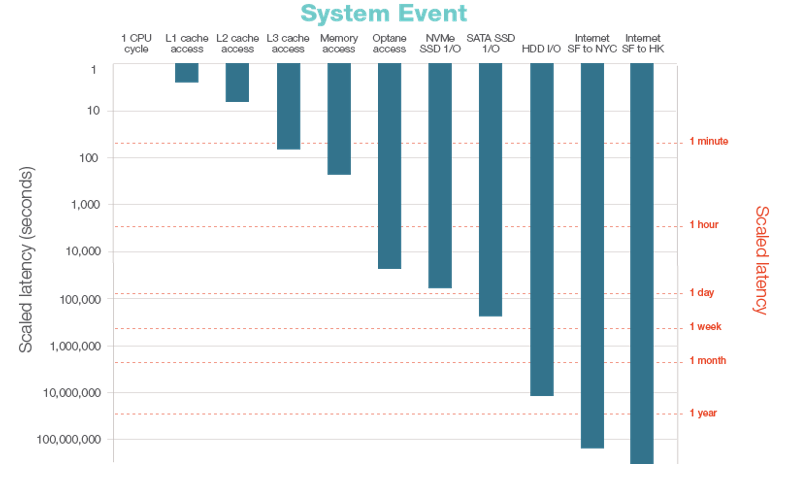 System Event
1 CPU cycle
L1 cache access
L2 cache access
L3 cache access
Memory access
Optane access
NVMe SSD 1/O
SATA SSD 1/O
HDD I/O
Internet SF to NYC
Internet SF to HK
Scaled latency (seconds)
1
10
100
1,000
10,000
100,000
1,000,000
10,000,000
100,000,000
1 minute
1 hour
1 day
1 week
1 month
1 year
Scaled latency